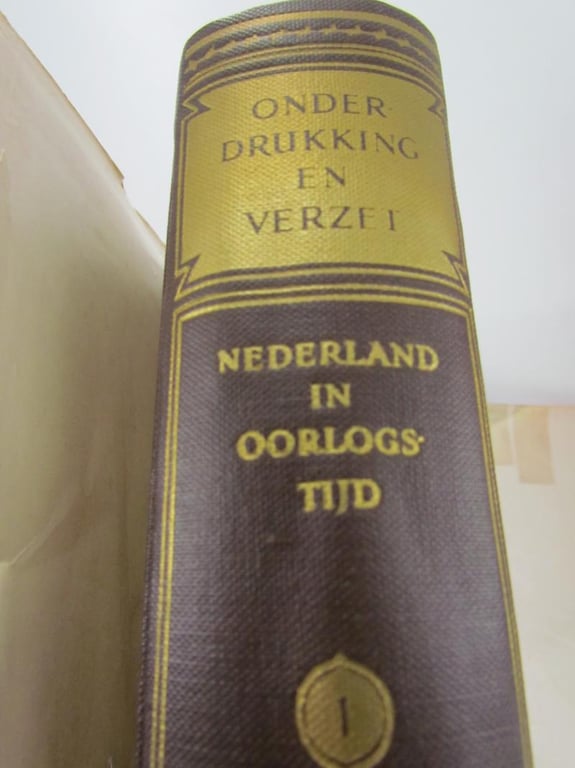 ONDER-
DRUKKING
EN
VERZET
NEDERLAND
IN
OORLOGS-
TIJD
I